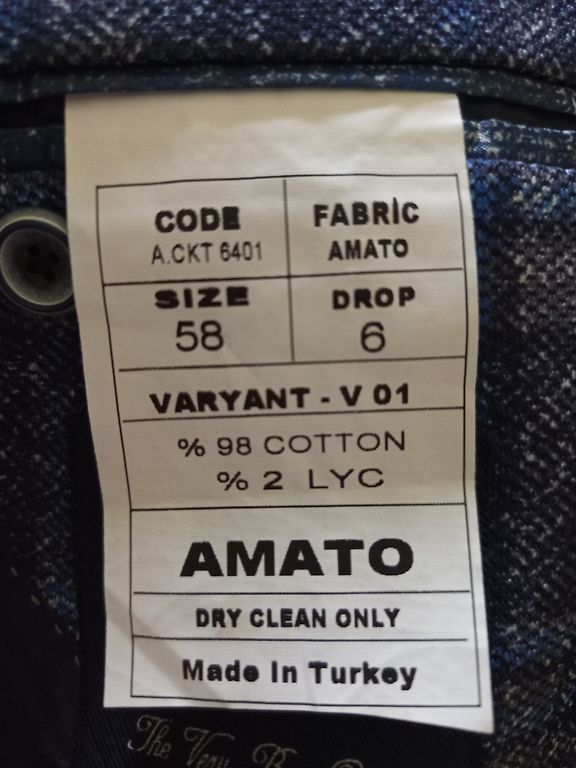 CODE
FABRİC
A.CKT 6401
AMATO
SIZE
DROP
58
6
VARYANT - V 01
% 98 COTTON
% 2 LYC
AMATO
DRY CLEAN ONLY
Made In Turkey
The Very